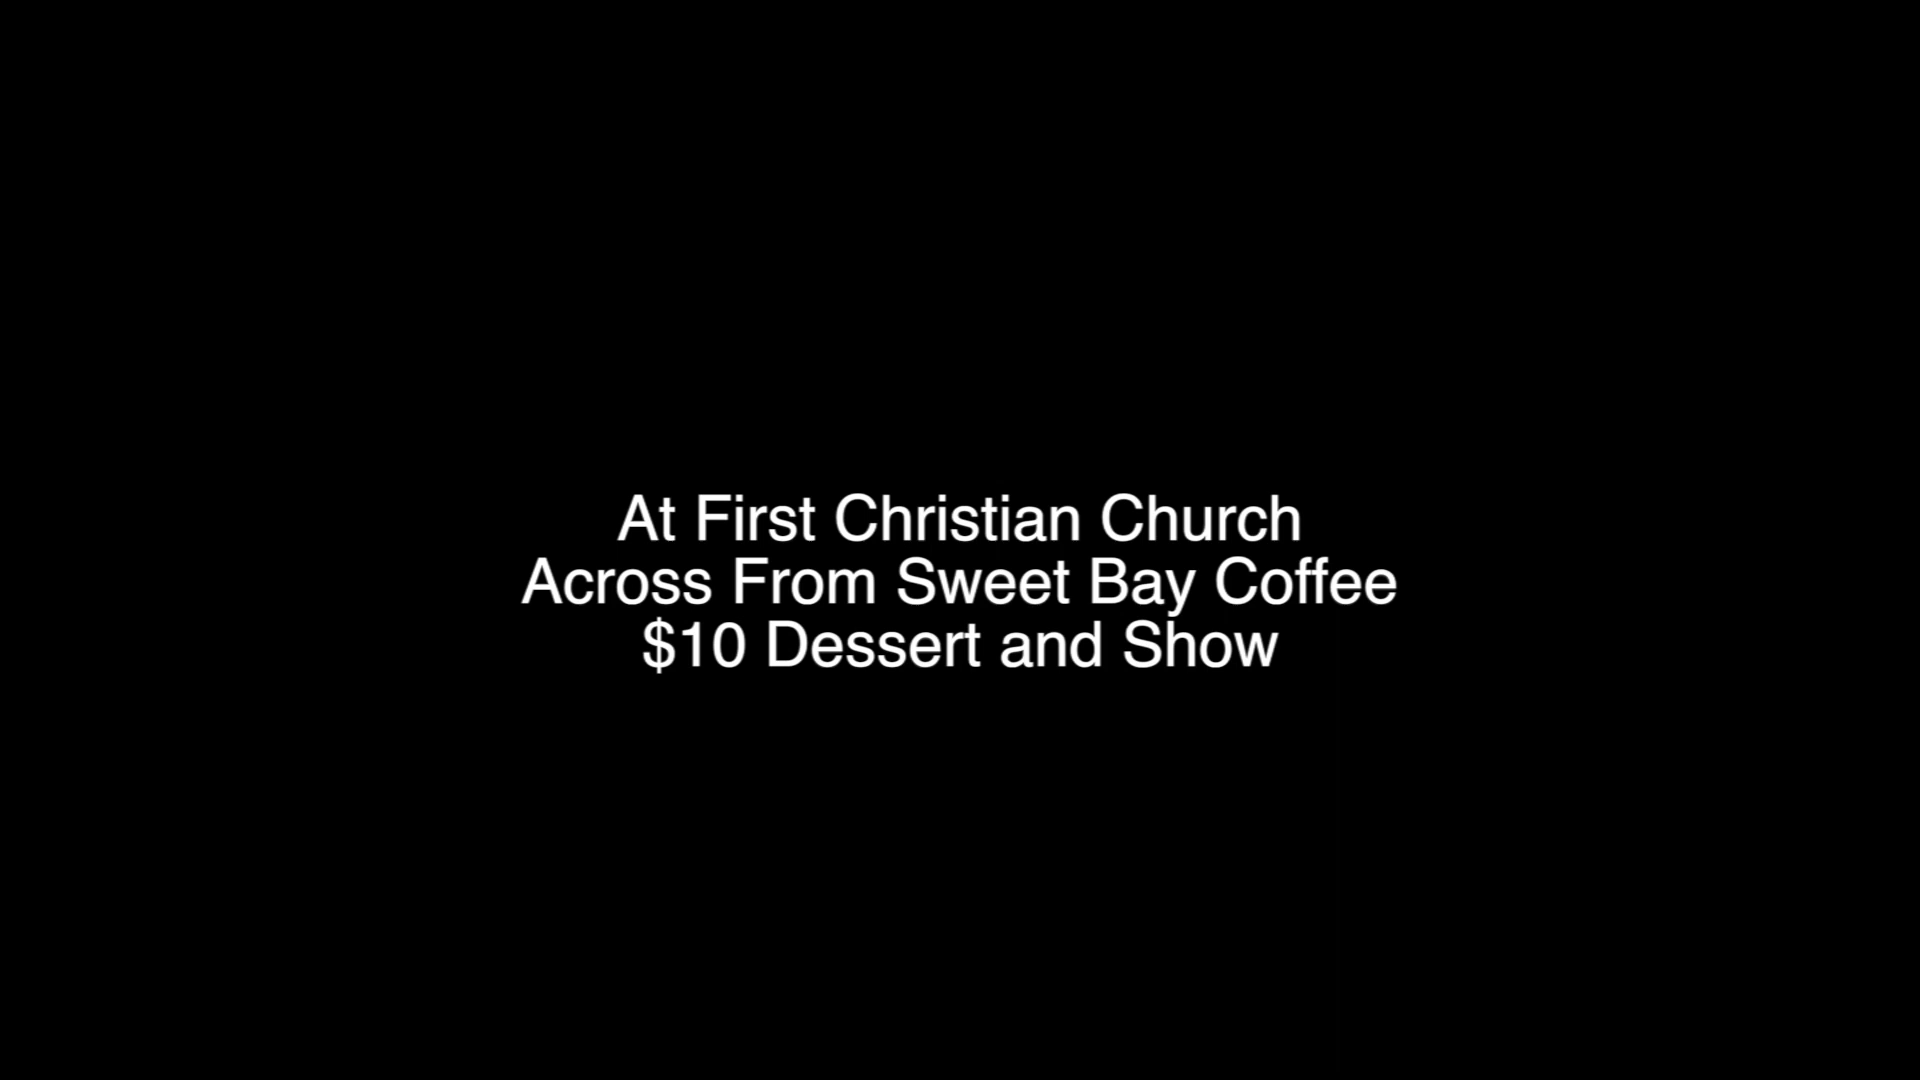 At First Christian Church
Across From Sweet Bay Coffee
$10 Dessert and Show